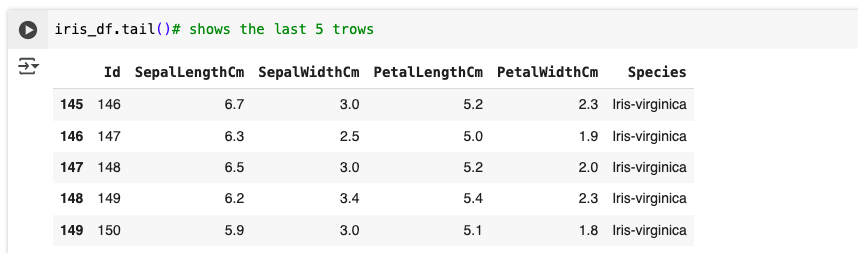 iris_df.tail()# shows the last 5 trows
Id SepalLengthCm SepalWidthCm PetalLengthCm PetalWidthCm Species
145 146 6.7 3.0 5.2 2.3 Iris-virginica
146 147 6.3 2.5 5.0 1.9 Iris-virginica
147 148 6.5 3.0 5.2 2.0 Iris-virginica
148 149 6.2 3.4 5.4 2.3 Iris-virginica
149 150 5.9 3.0 5.1 1.8 Iris-virginica